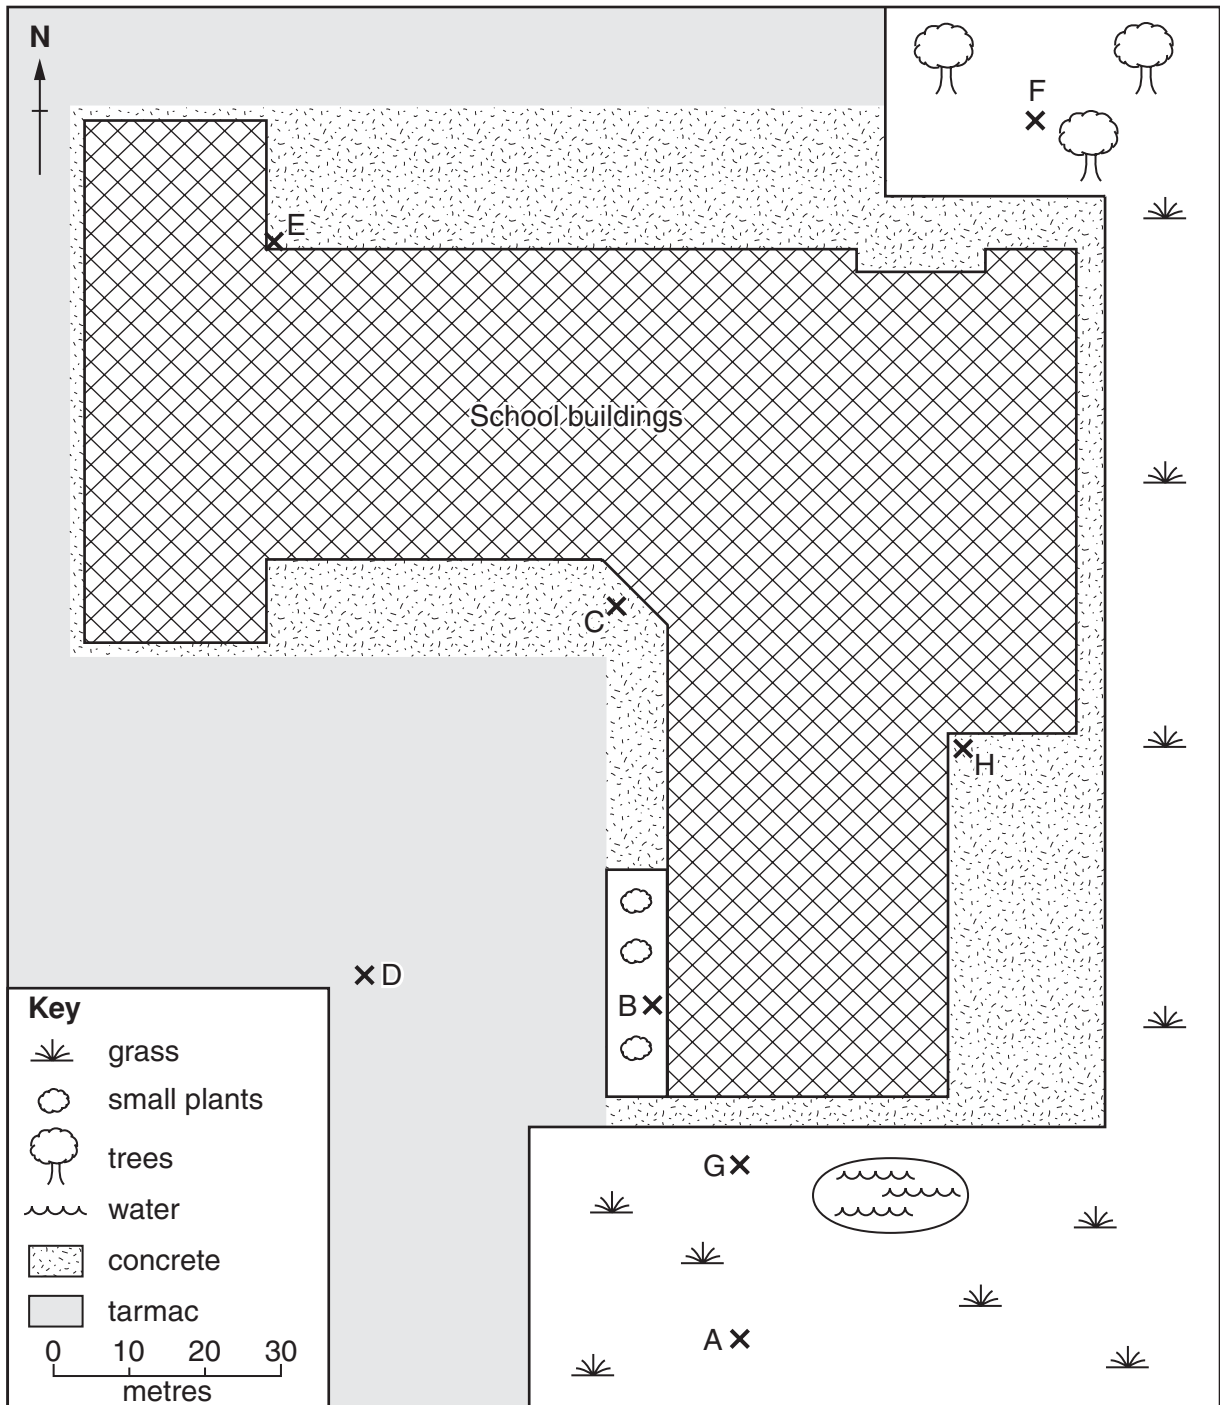 N
F
E
School buildings
C
H
D
B
Key
grass
small plants
trees
water
concrete
tarmac
0 10 20 30
metres
G
A